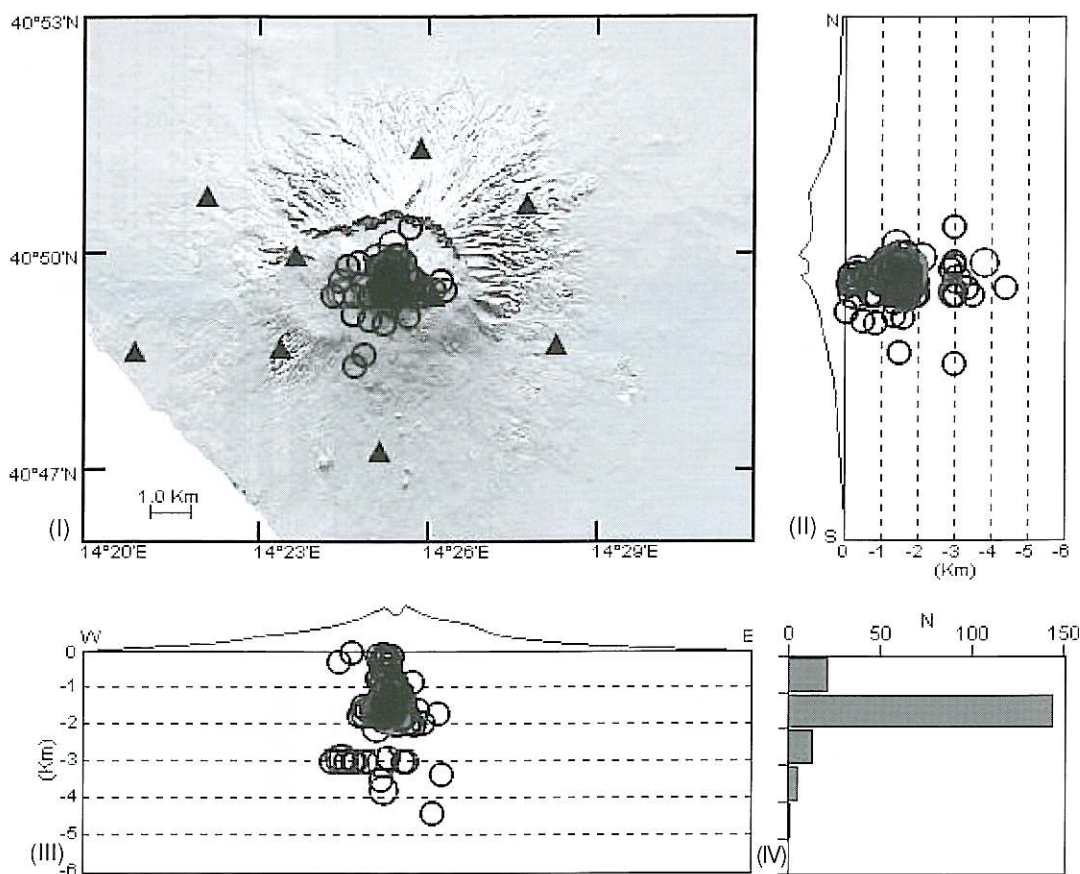 40°53'N
40°50'N
40°47'N
1.0 Km
(I)
14°20'E 14°23'E 14°26'E 14°29'E
N
S
(II)
0 -1 -2 -3 -4 -5 -6
(Km)
W E
0
-1
-2
-3
-4
-5
-6
(Km)
(III)
N
0 50 100 150
(IV)